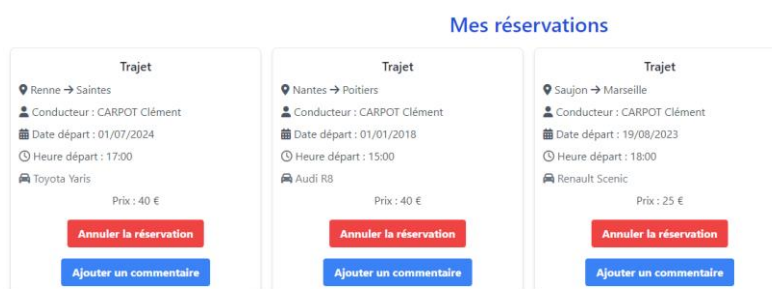 Mes réservations
Trajet
Renne → Saintes
Conducteur : CARPOT Clément
Date départ : 01/07/2024
Heure départ : 17:00
Toyota Yaris
Prix : 40 €
Annuler la réservation
Ajouter un commentaire
Trajet
Nantes → Poitiers
Conducteur : CARPOT Clément
Date départ : 01/01/2018
Heure départ : 15:00
Audi R8
Prix : 40 €
Annuler la réservation
Ajouter un commentaire
Trajet
Saujon → Marseille
Conducteur : CARPOT Clément
Date départ : 19/08/2023
Heure départ : 18:00
Renault Scenic
Prix : 25 €
Annuler la réservation
Ajouter un commentaire